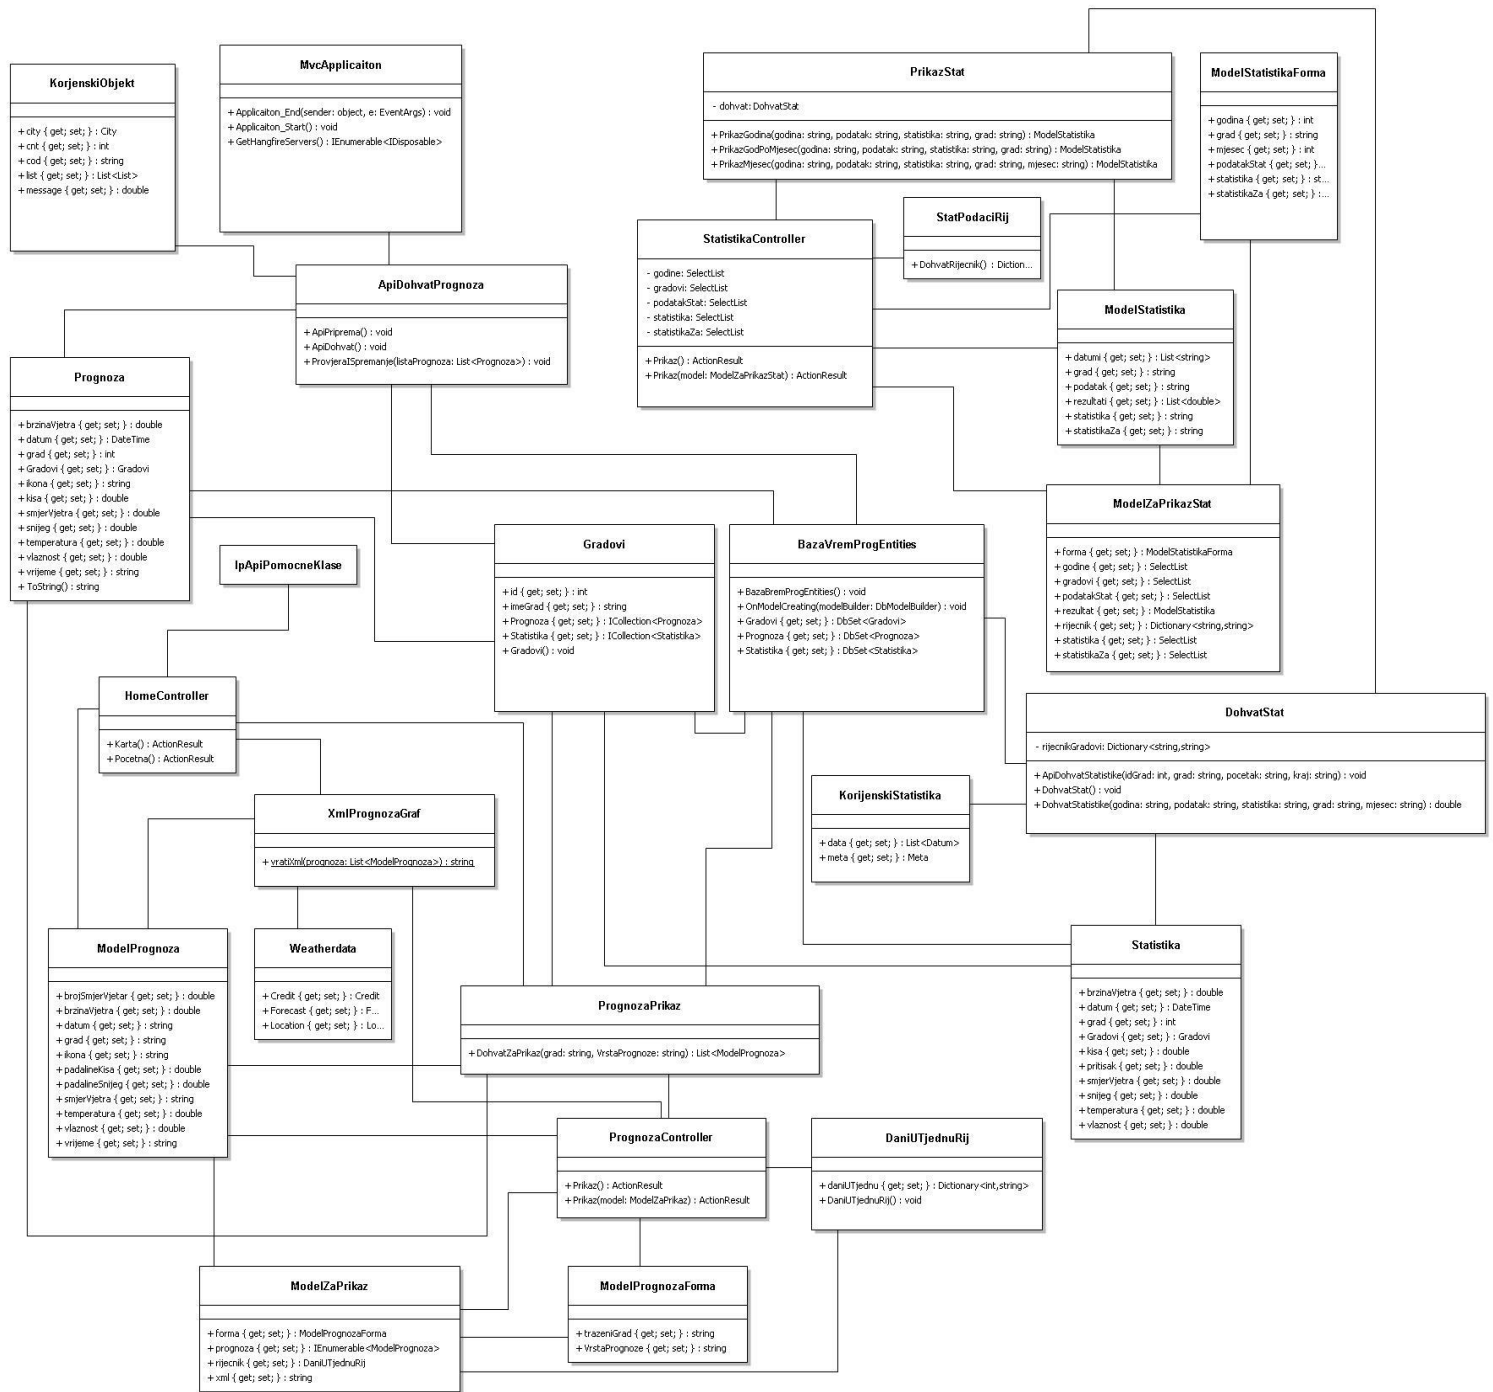 KorjenskiObjekt
+ city { get; set; } : City
+ cnt { get; set; } : int
+ cod { get; set; } : string
+ list { get; set; } : List<List>
+ message { get; set; } : double
MvcApplicaiton
+ Applicaiton_End(sender: object, e: EventArgs) : void
+ Applicaiton_Start() : void
+ GetHangfireServers() : IEnumerable<IDisposable>
PrikazStat
- dohvat: DohvatStat
+ PrikazGodina(godina: string, podatak: string, statistika: string, grad: string) : ModelStatistika
+ PrikazGodPoMjesec(godina: string, podatak: string, statistika: string, grad: string) : ModelStatistika
+ PrikazMjesec(godina: string, podatak: string, statistika: string, grad: string, mjesec: string) : ModelStatistika
ModelStatistikaForma
+ godina { get; set; } : int
+ grad { get; set; } : string
+ mjesec { get; set; } : int
+ podatakStat { get; set; }...
+ statistika { get; set; } : st...
+ statistikaZa { get; set; } : ...
StatistikaController
- godine: SelectList
- gradovi: SelectList
- podatakStat: SelectList
- statistika: SelectList
- statistikaZa: SelectList
+ Prikaz() : ActionResult
+ Prikaz(model: ModelZaPrikazStat) : ActionResult
StatPodaciRij
+ DohvatRijecnik() : Diction...
ApiDohvatPrognoza
+ ApiPriprema() : void
+ ApiDohvat() : void
+ ProvjeraISpremanje(listaPrognoza: List<Prognoza>) : void
ModelStatistika
+ datumi { get; set; } : List<string>
+ grad { get; set; } : string
+ podatak { get; set; } : string
+ rezultati { get; set; } : List<double>
+ statistika { get; set; } : string
+ statistikaZa { get; set; } : string
Prognoza
+ brzinaVjetra { get; set; } : double
+ datum { get; set; } : DateTime
+ grad { get; set; } : int
+ Gradovi { get; set; } : Gradovi
+ ikona { get; set; } : string
+ kisa { get; set; } : double
+ smjerVjetra { get; set; } : double
+ snijeg { get; set; } : double
+ temperatura { get; set; } : double
+ vlaznost { get; set; } : double
+ vrijeme { get; set; } : string
+ ToString() : string
ModelZaPrikazStat
+ forma { get; set; } : ModelStatistikaForma
+ godine { get; set; } : SelectList
+ gradovi { get; set; } : SelectList
+ podatakStat { get; set; } : SelectList
+ rezultat { get; set; } : ModelStatistika
+ rijecnik { get; set; } : Dictionary<string,string>
+ statistika { get; set; } : SelectList
+ statistikaZa { get; set; } : SelectList
Gradovi
+ id { get; set; } : int
+ imeGrad { get; set; } : string
+ Prognoza { get; set; } : ICollection<Prognoza>
+ Statistika { get; set; } : ICollection<Statistika>
+ Gradovi() : void
BazaVremProgEntities
+ BazaBremProgEntities() : void
+ OnModelCreating(modelBuilder: DbModelBuilder) : void
+ Gradovi { get; set; } : DbSet<Gradovi>
+ Prognoza { get; set; } : DbSet<Prognoza>
+ Statistika { get; set; } : DbSet<Statistika>
IpApiPomocneKlase
HomeController
+ Karta() : ActionResult
+ Pocetna() : ActionResult
DohvatStat
- rijecnikGradovi: Dictionary<string,string>
+ ApiDohvatStatistike(idGrad: int, grad: string, pocetak: string, kraj: string) : void
+ DohvatStat() : void
+ DohvatStatistike(godina: string, podatak: string, statistika: string, grad: string, mjesec: string) : double
KorijenskiStatistika
+ data { get; set; } : List<Datum>
+ meta { get; set; } : Meta
XmlPrognozaGraf
+ vratiXml(prognoza: List<ModelPrognoza>) : string
ModelPrognoza
+ brojSmjerVjetar { get; set; } : double
+ brzinaVjetra { get; set; } : double
+ datum { get; set; } : string
+ grad { get; set; } : string
+ ikona { get; set; } : string
+ padalineKisa { get; set; } : double
+ padalineSnijeg { get; set; } : double
+ smjerVjetra { get; set; } : string
+ temperatura { get; set; } : double
+ vlaznost { get; set; } : double
+ vrijeme { get; set; } : string
Weatherdata
+ Credit { get; set; } : Credit
+ Forecast { get; set; } : F...
+ Location { get; set; } : Lo...
Statistika
+ brzinaVjetra { get; set; } : double
+ datum { get; set; } : DateTime
+ grad { get; set; } : int
+ Gradovi { get; set; } : Gradovi
+ kisa { get; set; } : double
+ pritisak { get; set; } : double
+ smjerVjetra { get; set; } : double
+ snijeg { get; set; } : double
+ temperatura { get; set; } : double
+ vlaznost { get; set; } : double
PrognozaPrikaz
+ DohvatZaPrikaz(grad: string, VrstaPrognoze: string) : List<ModelPrognoza>
PrognozaController
+ Prikaz() : ActionResult
+ Prikaz(model: ModelZaPrikaz) : ActionResult
DaniUTjednuRij
+ daniUTjednu { get; set; } : Dictionary<int,string>
+ DaniUTjednuRij() : void
ModelZaPrikaz
+ forma { get; set; } : ModelPrognozaForma
+ prognoza { get; set; } : IEnumerable<ModelPrognoza>
+ rijecnik { get; set; } : DaniUTjednuRij
+ xml { get; set; } : string
ModelPrognozaForma
+ trazeniGrad { get; set; } : string
+ VrstaPrognoze { get; set; } : string